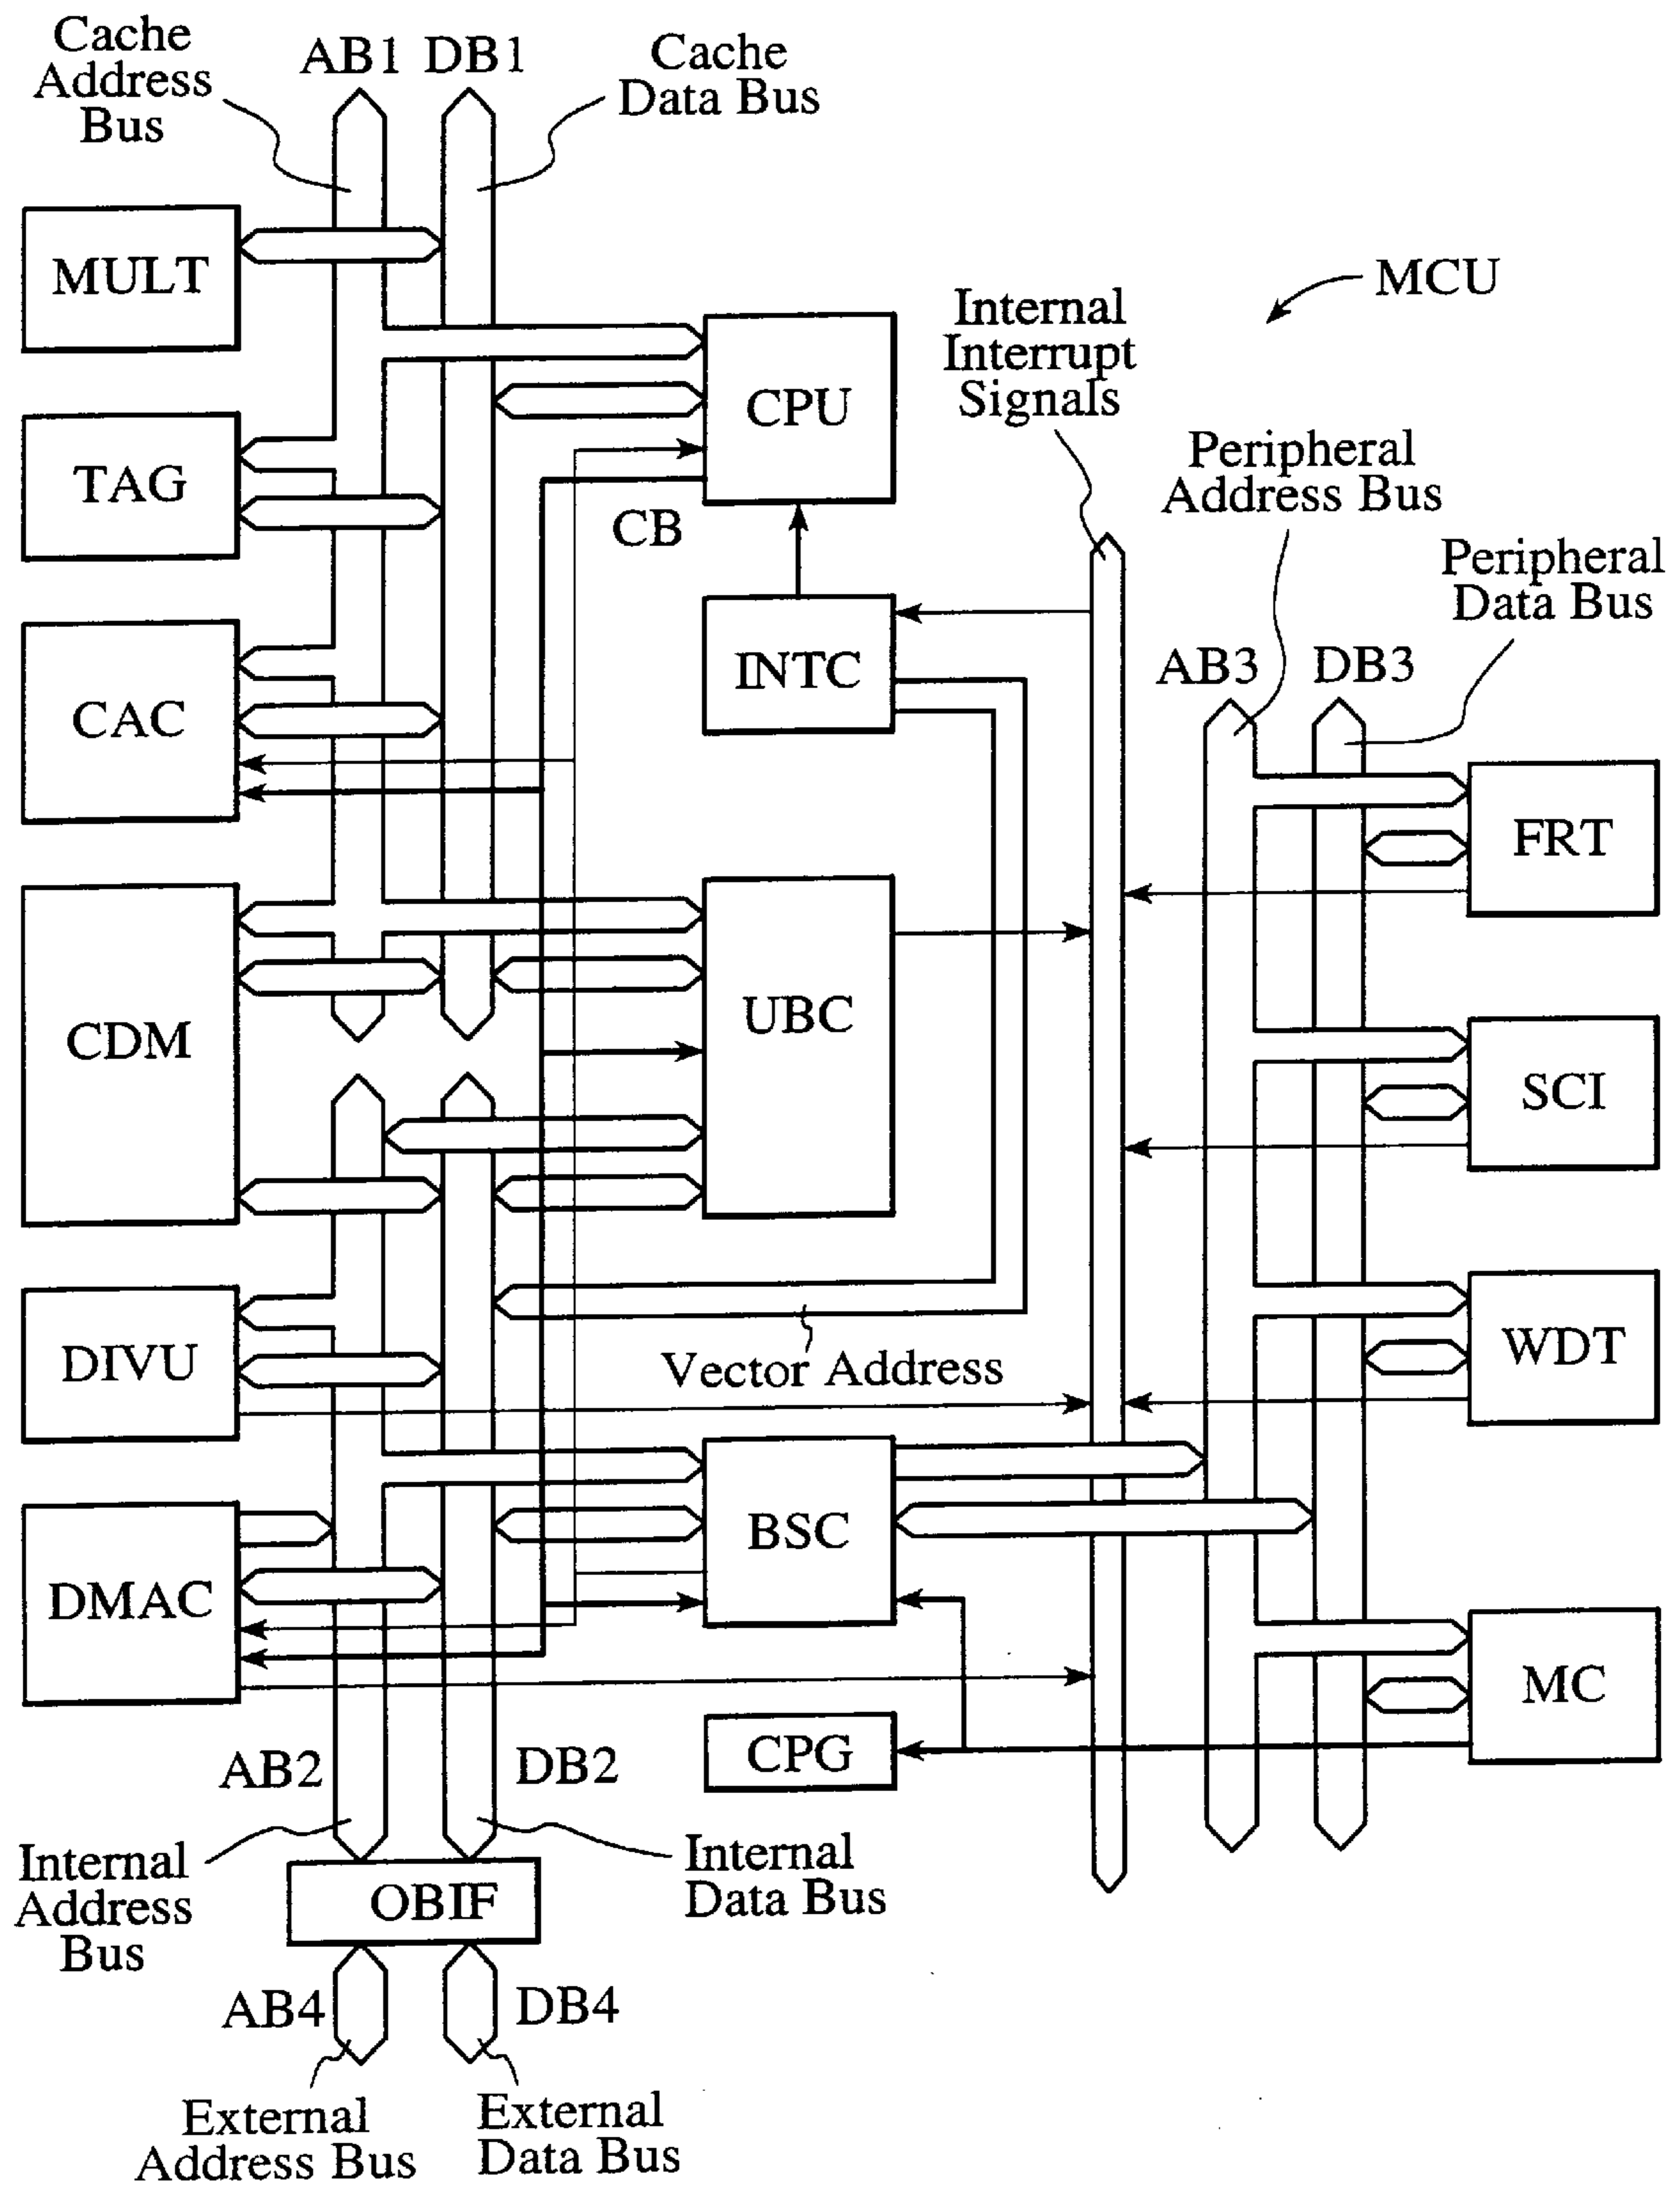 Cache
Address
Bus
AB1
DB1
Cache
Data Bus
MULT
MCU
Internal
Interrupt
Signals
CPU
TAG
CB
Peripheral
Address Bus
Peripheral
Data Bus
INTC
CAC
AB3
DB3
FRT
UBC
CDM
SCI
DIVU
Vector Address
WDT
BSC
DMAC
MC
CPG
AB2
DB2
Internal
Address
Bus
Internal
Data Bus
OBIF
AB4
DB4
External
Address Bus
External
Data Bus